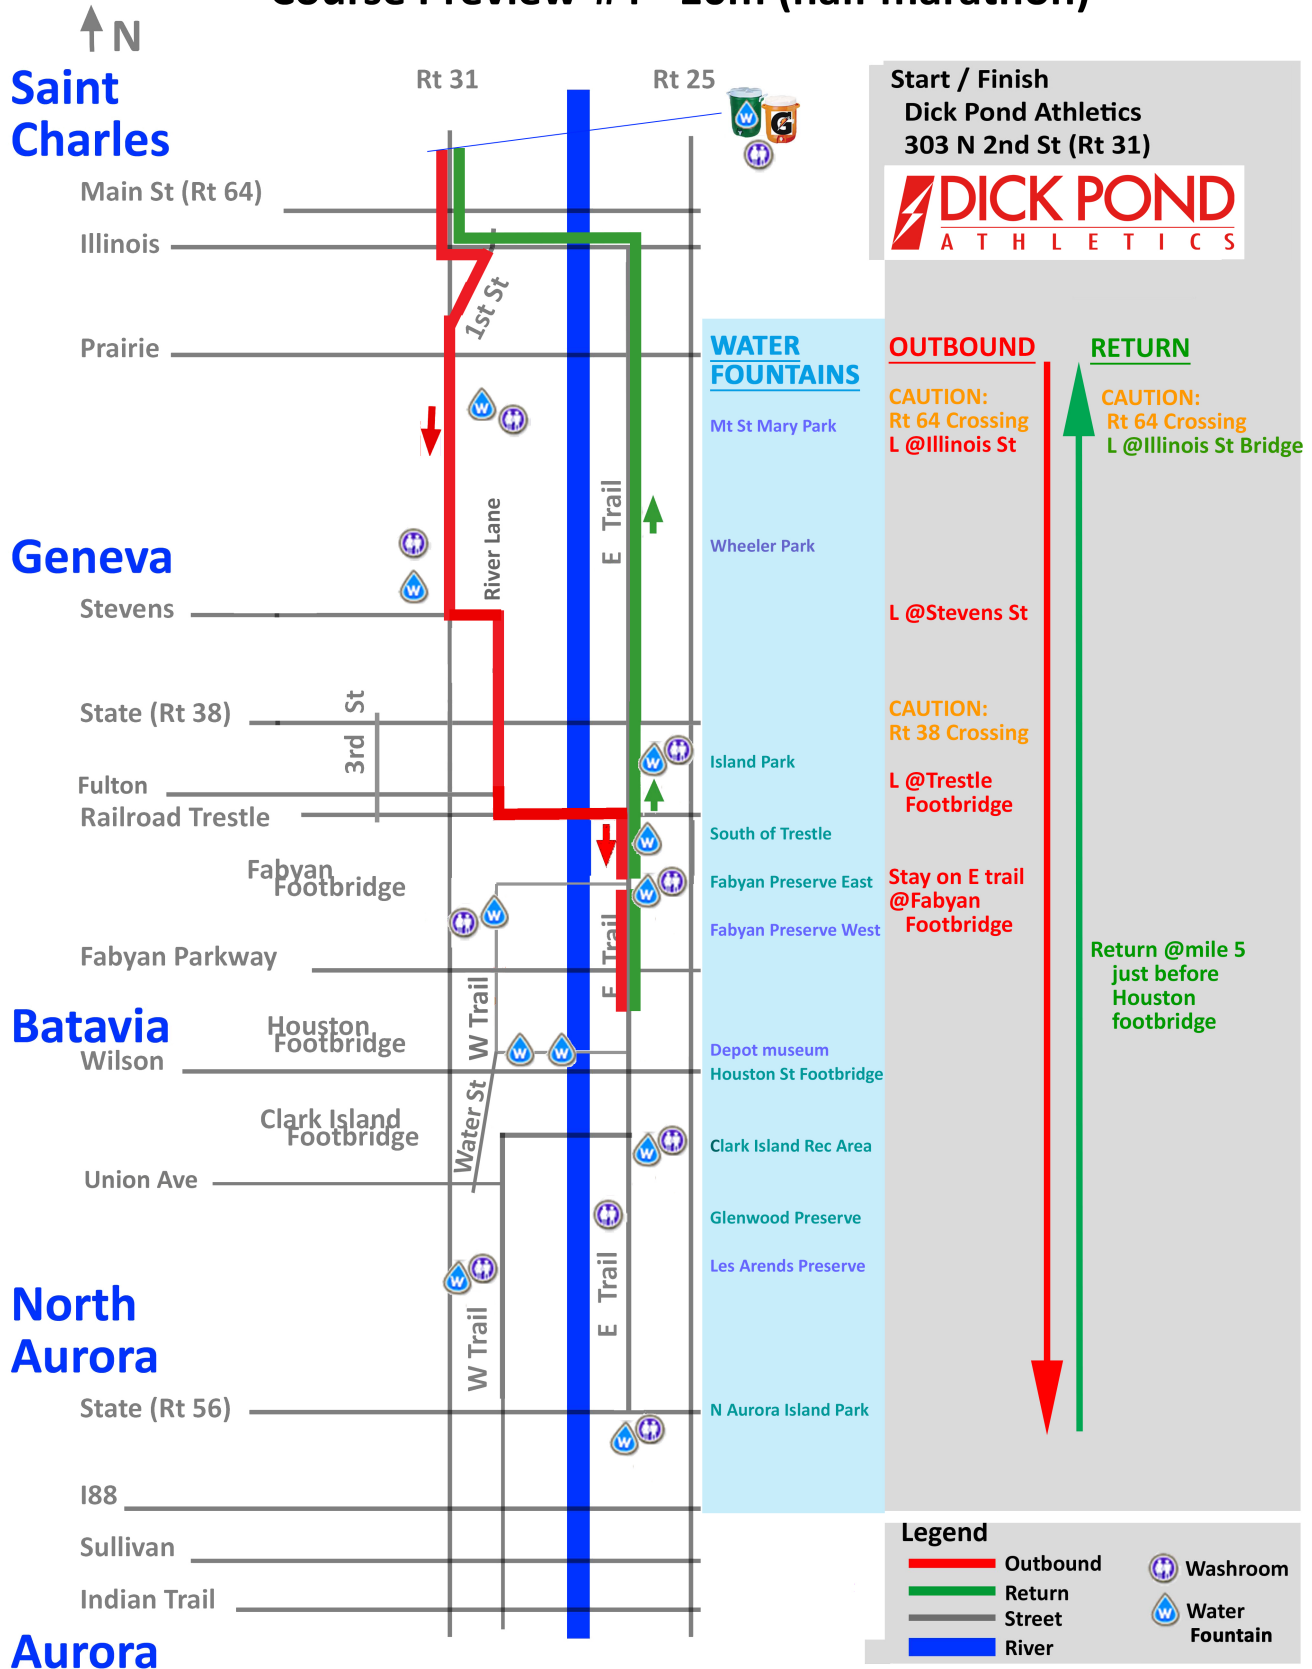 N
Saint
Charles
Rt 31
Rt 25
W
G
Start / Finish
Dick Pond Athletics
303 N 2nd St (Rt 31)
DICK POND
ATHLETICS
Main St (Rt 64)
Illinois
1st St
Prairie
WATER
FOUNTAINS
OUTBOUND
RETURN
CAUTION:
Rt 64 Crossing
L @Illinois St
CAUTION:
Rt 64 Crossing
L @Illinois St Bridge
W
Mt St Mary Park
E Trail
River Lane
Wheeler Park
Geneva
W
Stevens
L @Stevens St
State (Rt 38)
3rd St
CAUTION:
Rt 38 Crossing
W
Island Park
Fulton
L @Trestle
Footbridge
Railroad Trestle
W
South of Trestle
Fabyan
Footbridge
W
Fabyan Preserve East
Stay on E trail
@Fabyan
Footbridge
W
Fabyan Preserve West
E Trail
Fabyan Parkway
W Trail
Return @mile 5
just before
Houston
footbridge
Batavia
Houston
Footbridge
W
W
Depot museum
Wilson
Houston St Footbridge
Water St
Clark Island
Footbridge
W
Clark Island Rec Area
Union Ave
Glenwood Preserve
W
Les Arends Preserve
E Trail
W Trail
North
Aurora
State (Rt 56)
N Aurora Island Park
W
I88
Sullivan
Indian Trail
Aurora
Legend
Outbound
Return
Street
River
Washroom
W
Water
Fountain